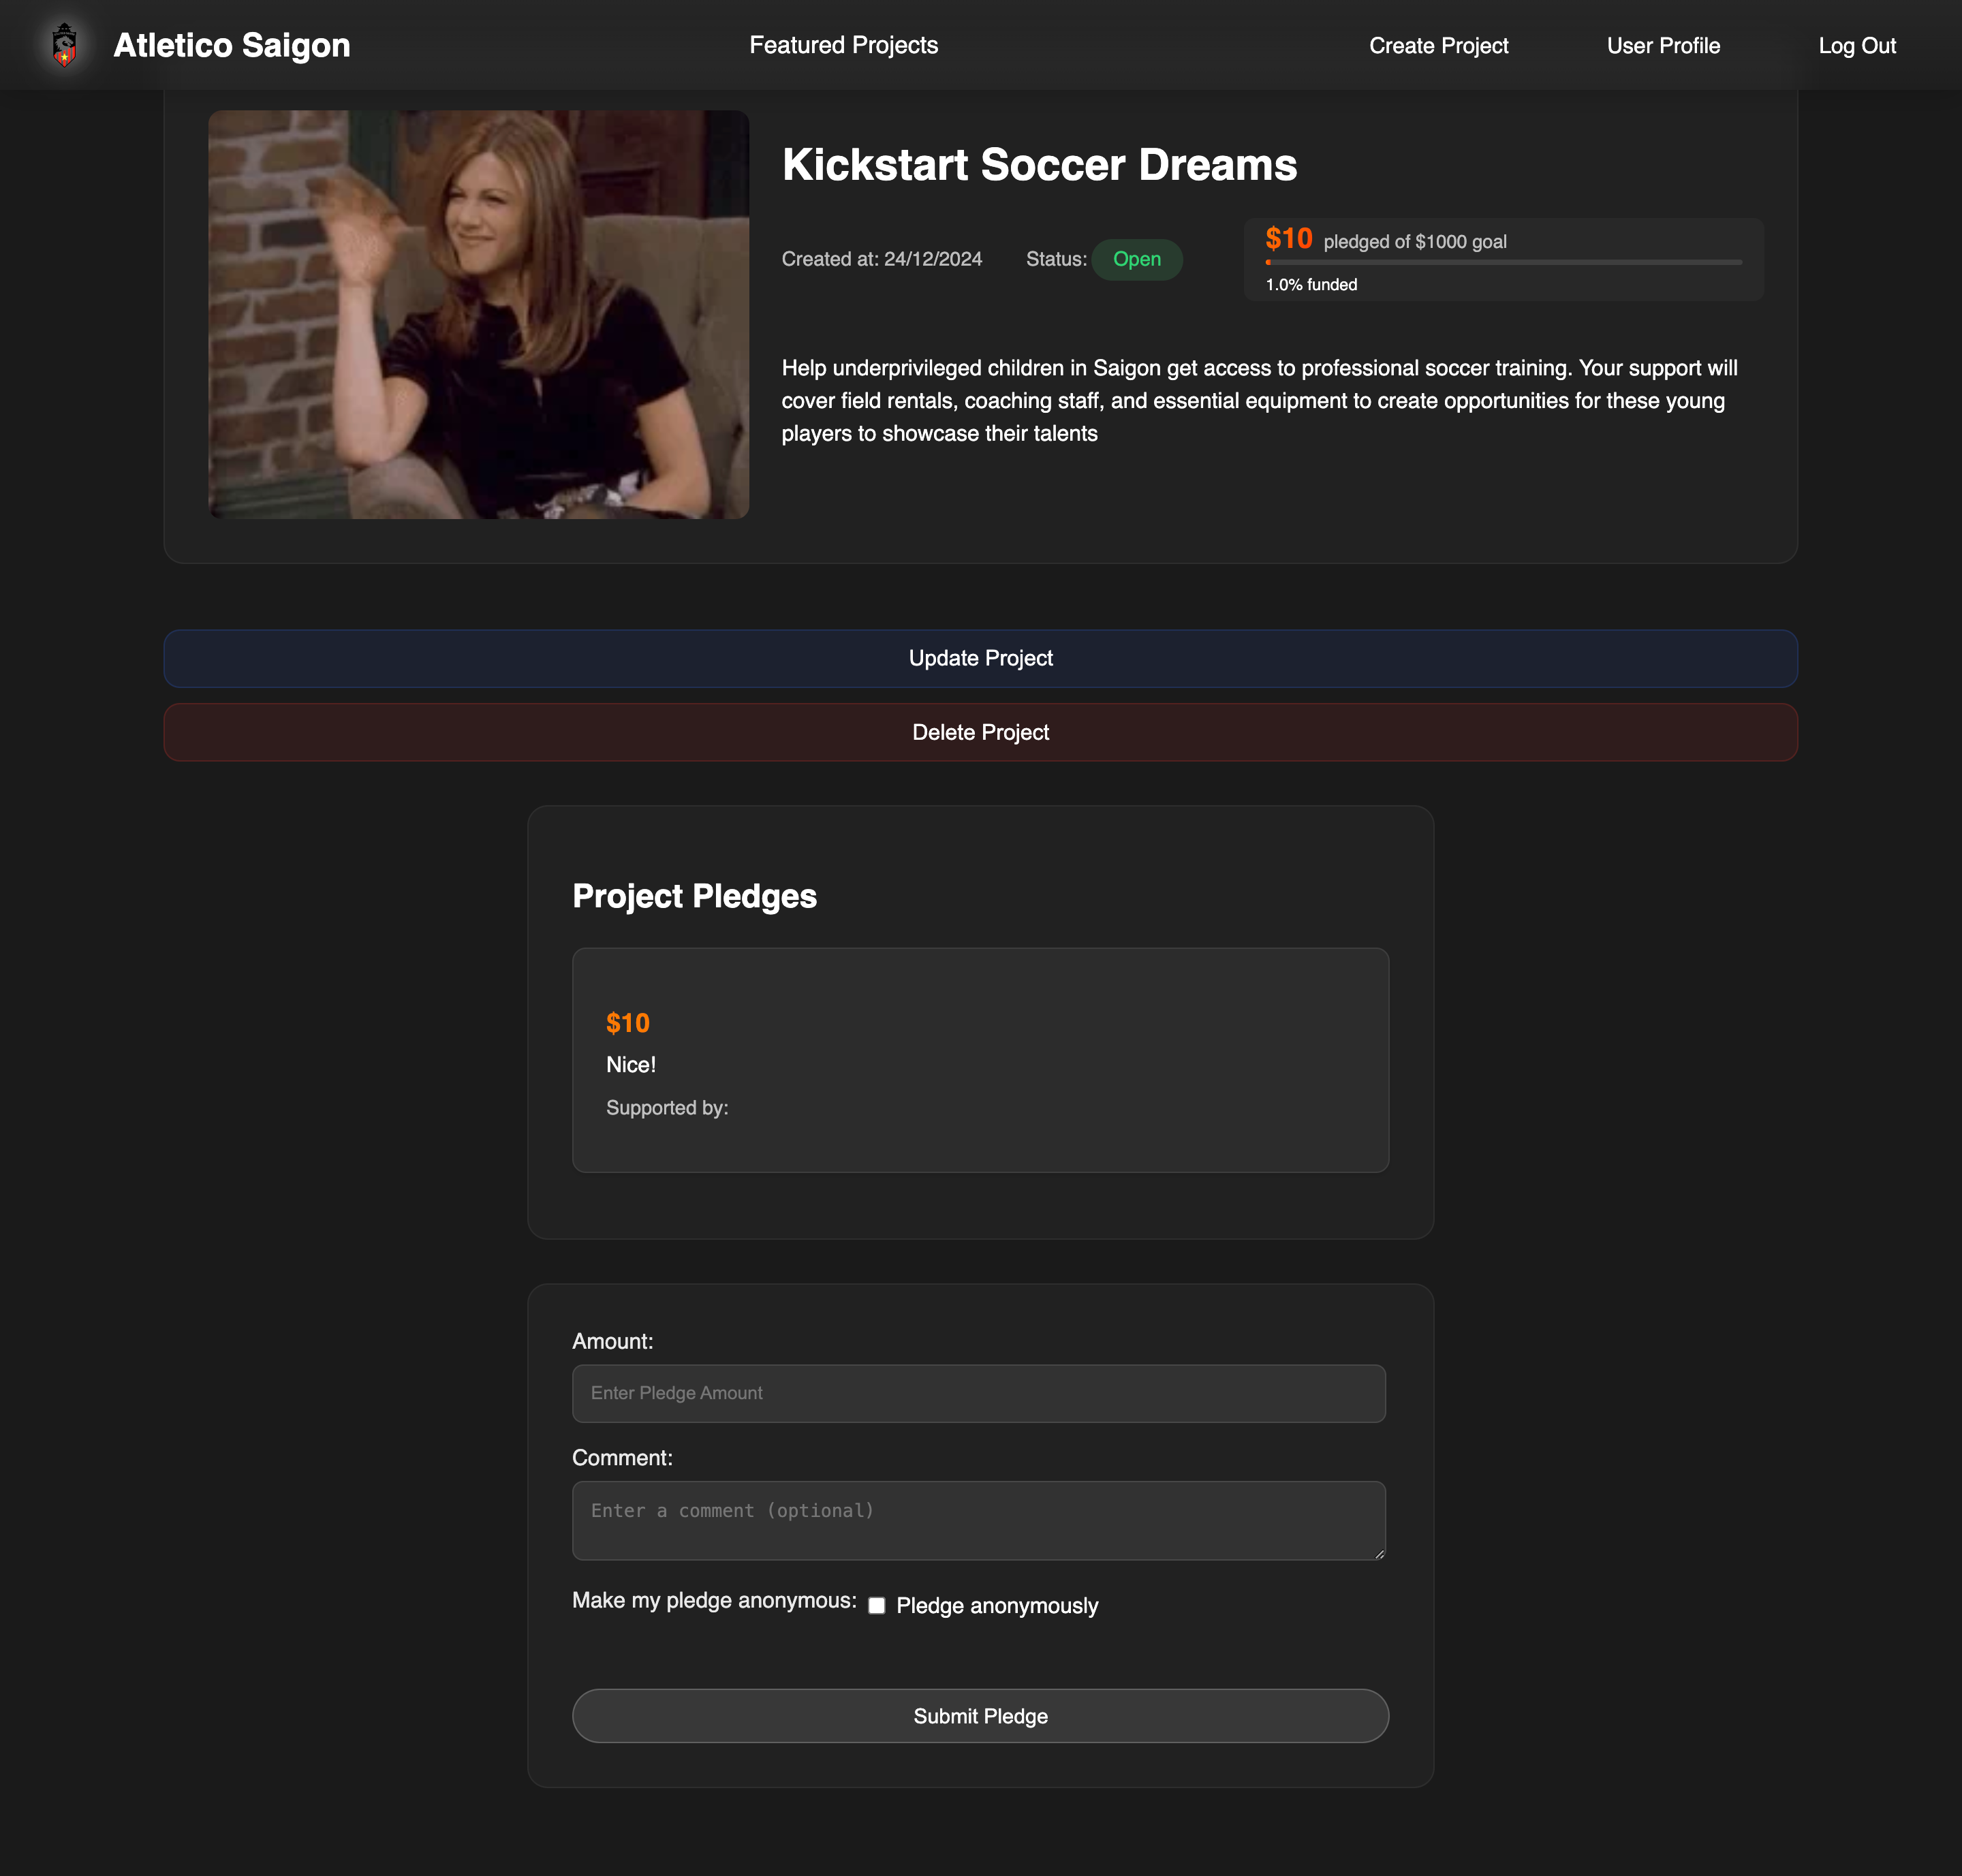 Atletico Saigon
Featured Projects
Create Project
User Profile
Log Out
Kickstart Soccer Dreams
Created at: 24/12/2024
Status: Open
$10 pledged of $1000 goal
1.0% funded
Help underprivileged children in Saigon get access to professional soccer training. Your support will
cover field rentals, coaching staff, and essential equipment to create opportunities for these young
players to showcase their talents
Update Project
Delete Project
Project Pledges
$10
Nice!
Supported by:
Amount:
Enter Pledge Amount
Comment:
Enter a comment (optional)
Make my pledge anonymous: Pledge anonymously
Submit Pledge